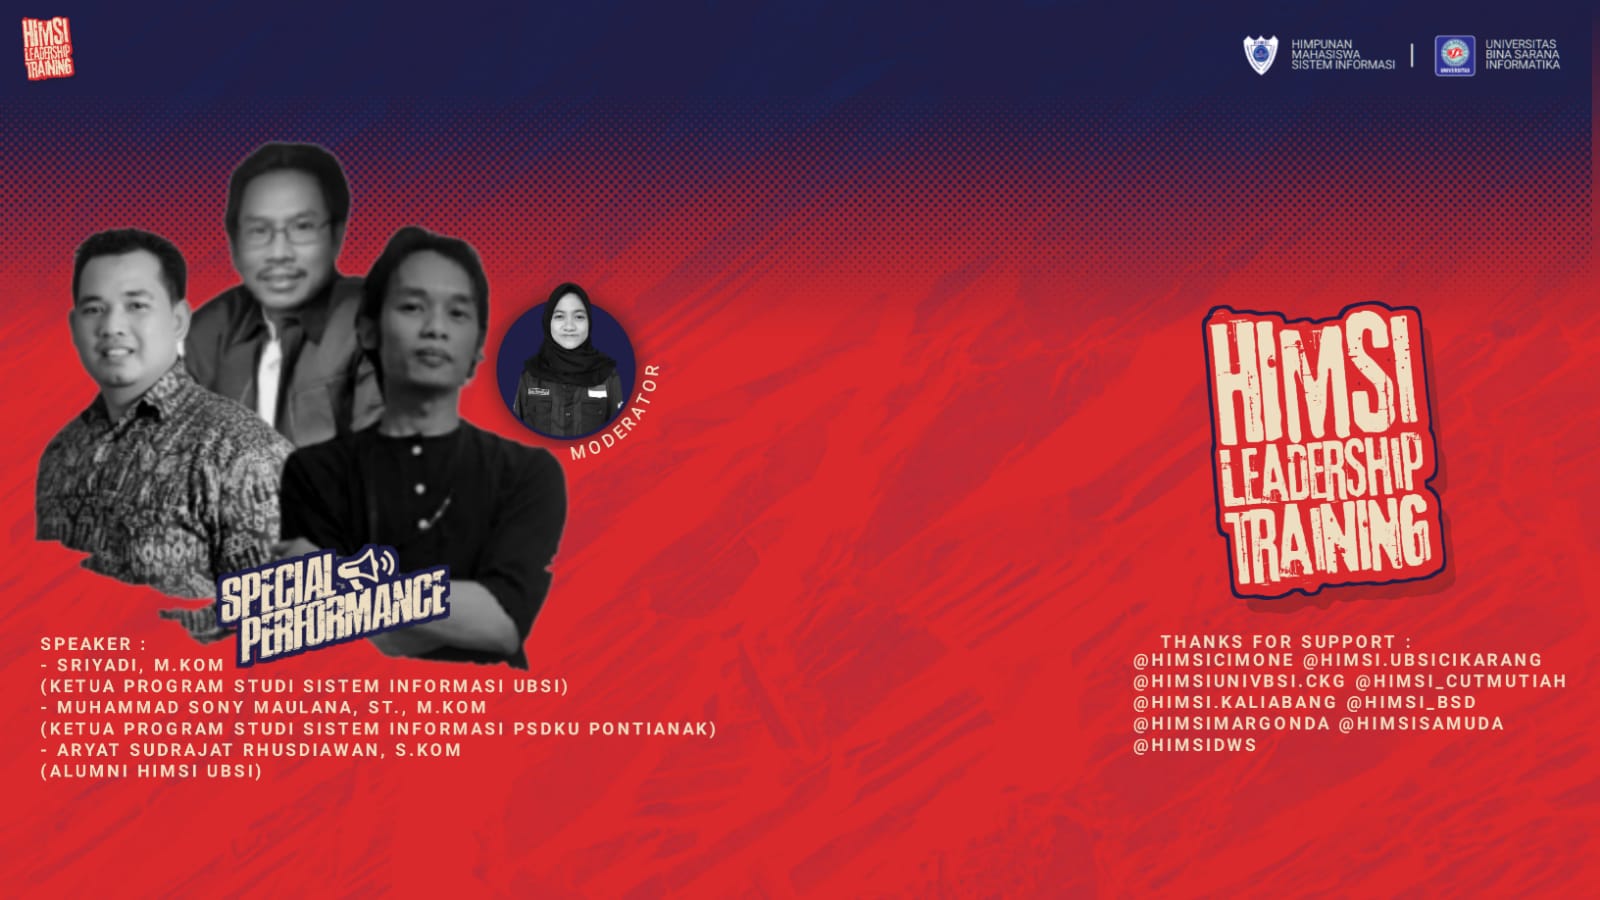 HIMSI
LEADERSHIP
TRAINING
HIMPUNAN
MAHASISWA
SISTEM INFORMASI
UNIVERSITAS
UNIVERSITAS
BINA SARANA
INFORMATIKA
MODERATOR
SPECIAL
PERFORMANCE
SPEAKER :
- SRIYADI, M.KOM
(KETUA PROGRAM STUDI SISTEM INFORMASI UBSI)
- MUHAMMAD SONY MAULANA, ST., M.KOM
(KETUA PROGRAM STUDI SISTEM INFORMASI PSDKU PONTIANAK)
- ARYAT SUDRAJAT RHUSDIAWAN, S.KOM
(ALUMNI HIMSI UBSI)
HIMSI
LEADERSHIP
TRAINING
THANKS FOR SUPPORT :
@HIMSICIMONE @HIMSI.UBSICIKARANG
@HIMSIUNIVBSI.CKG @HIMSI_CUTMUTIAH
@HIMSI.KALIABANG @HIMSI_BSD
@HIMSIMARGONDA @HIMSISAMUDA
@HIMSIDWS